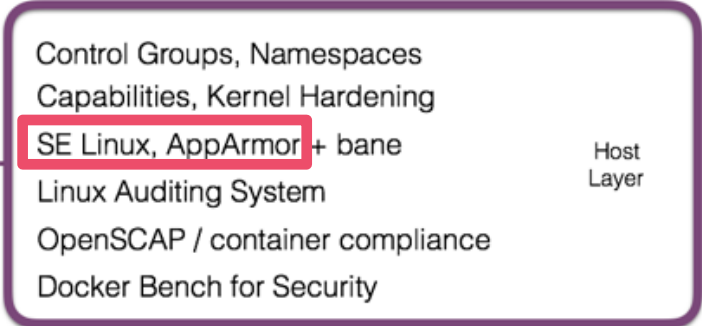 Control Groups, Namespaces
Capabilities, Kernel Hardening
SE Linux, AppArmor + bane
Linux Auditing System
OpenSCAP / container compliance
Docker Bench for Security
Host
Layer